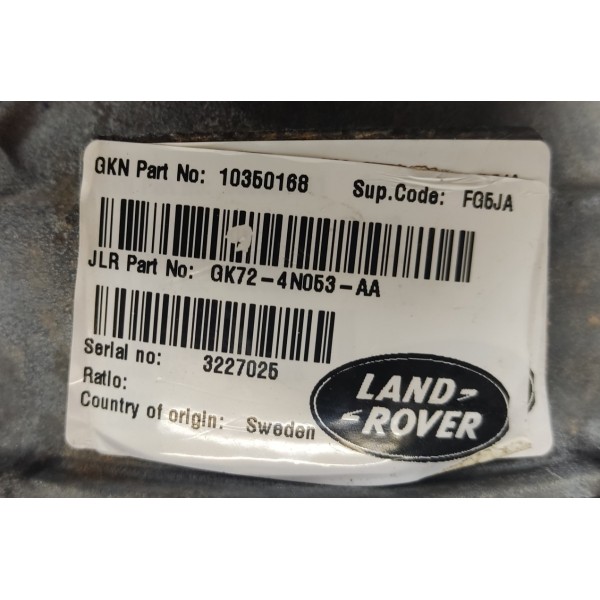 GKN Part No: 10350168 Sup.Code: FG5JA
JLR Part No: GK72-4N053-AA
Serial no: 3227025
Ratio:
Country of origin: Sweden
LAND
ROVER